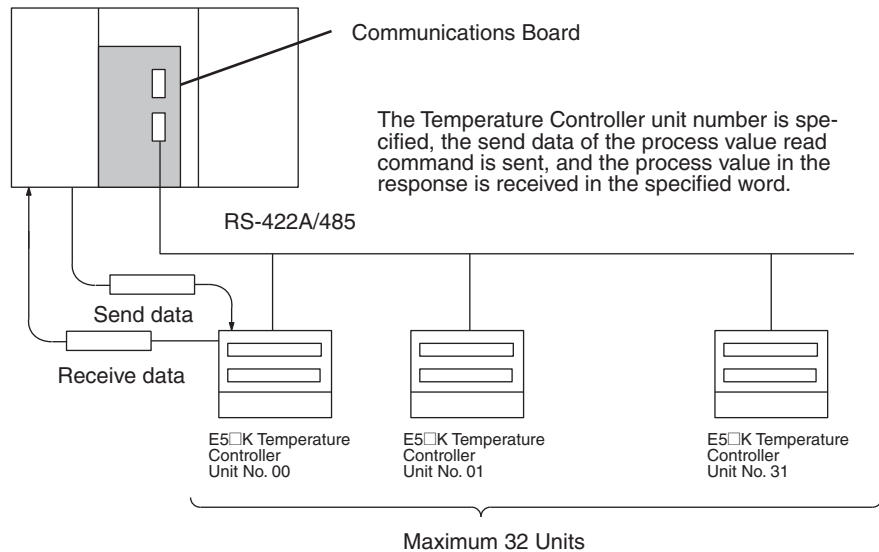 Communications Board
The Temperature Controller unit number is spe-
cified, the send data of the process value read
command is sent, and the process value in the
response is received in the specified word.
RS-422A/485
Send data
Receive data
E5□K Temperature
Controller
Unit No. 00
E5□K Temperature
Controller
Unit No. 01
E5□K Temperature
Controller
Unit No. 31
Maximum 32 Units